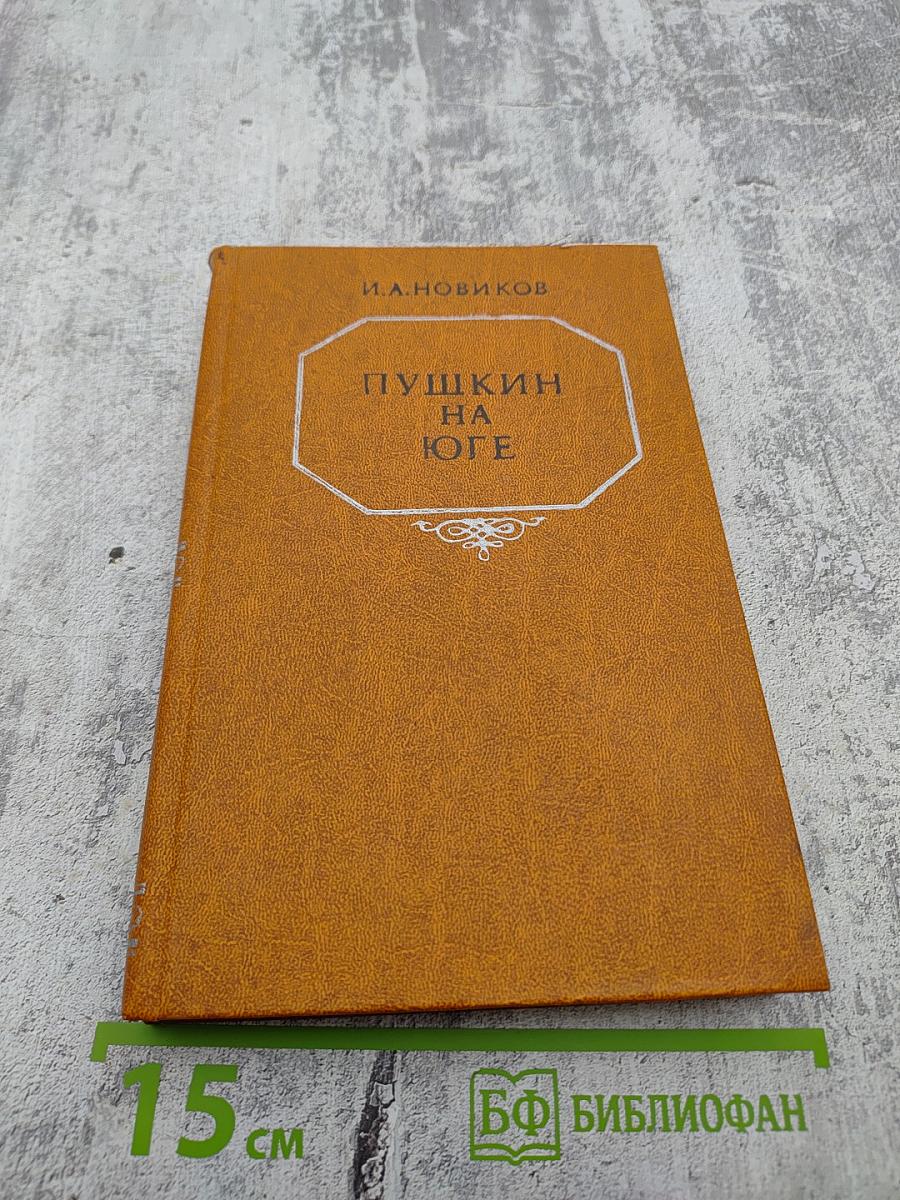 И.А.НОВИКОВ
ПУШКИН
НА
ЮГЕ
15 см
БФ БИБЛИОФАН